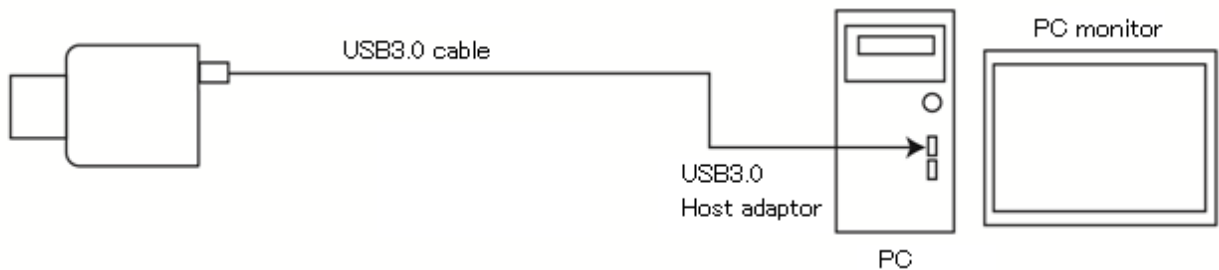 PC monitor
USB3.0 cable
USB3.0
Host adaptor
PC